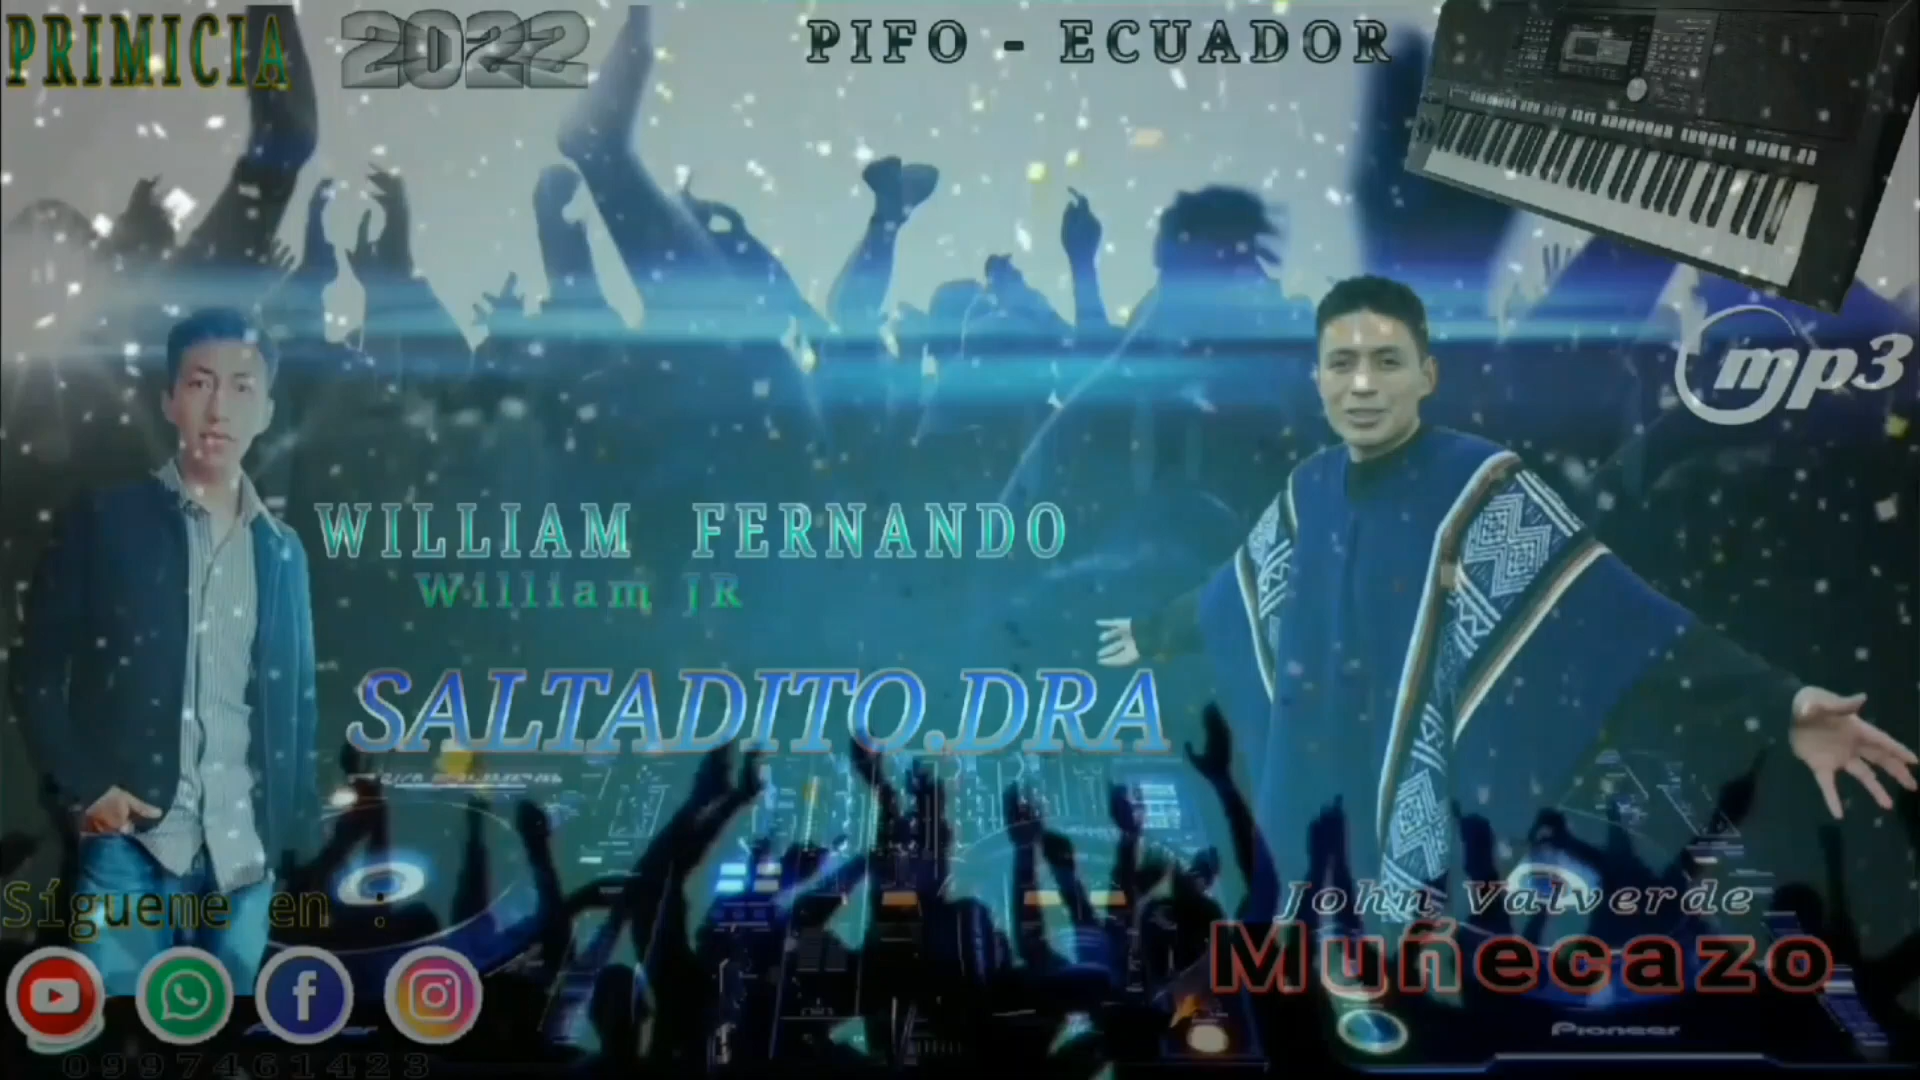 PRIMICIA 2022
PIFO - ECUADOR
mp3
WILLIAM FERNANDO
William JR
SALTADITO.DRA
Sígueme en :
John Valverde
Muñecazo
Pioneer
0997461423